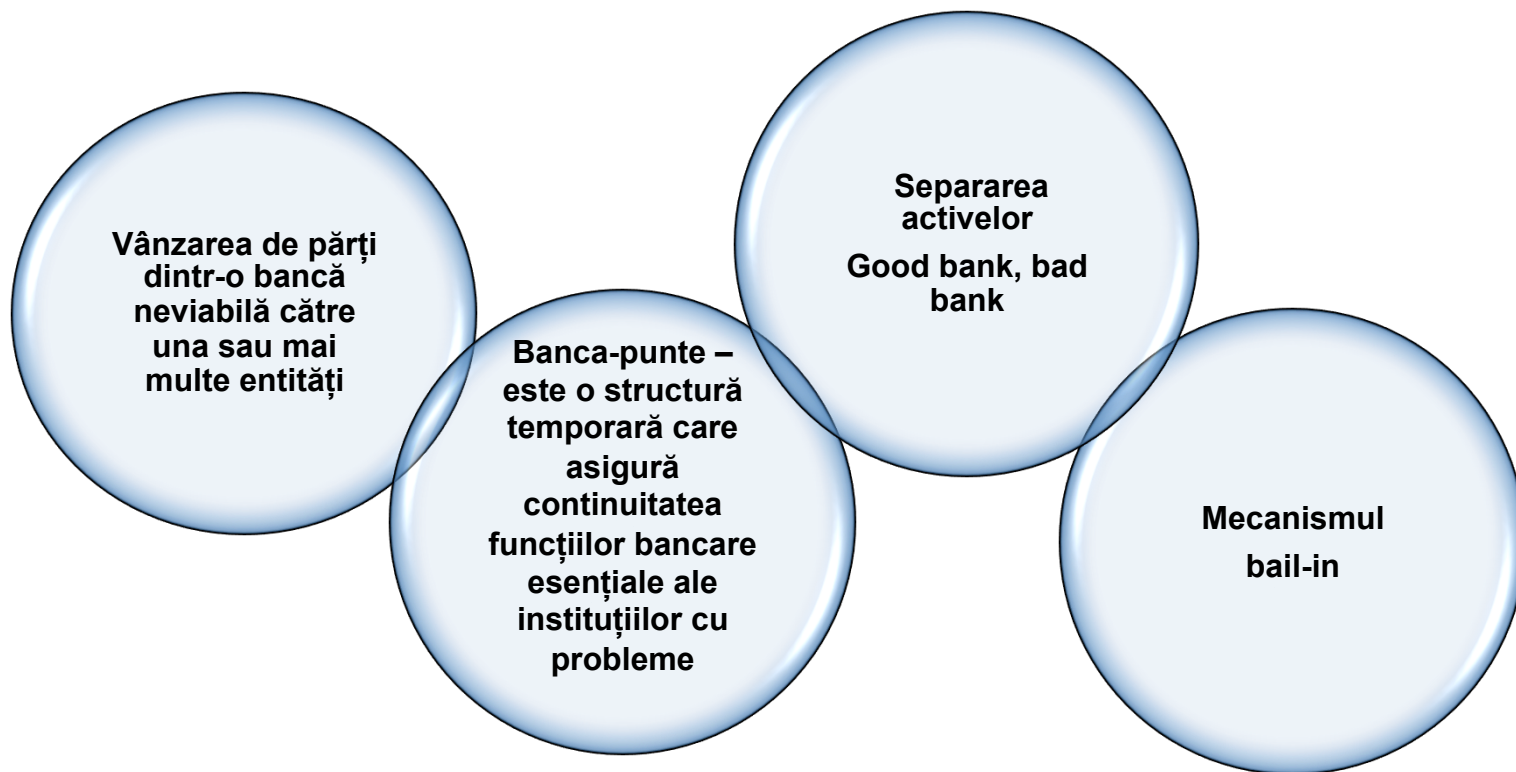 Vânzarea de părți
dintr-o bancă
neviabilă către
una sau mai
multe entități
Banca-punte –
este o structură
temporară care
asigură
continuitatea
funcțiilor bancare
esențiale ale
instituțiilor cu
probleme
Separarea
activelor
Good bank, bad
bank
Mecanismul
bail-in